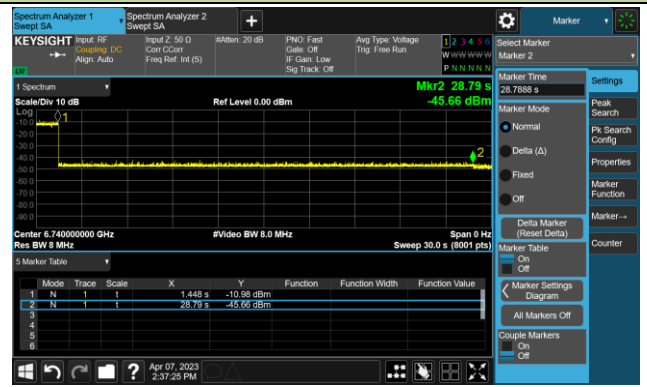 Spectrum Analyzer 1
Swept SA
Spectrum Analyzer 2
Swept SA
Marker
KEYSIGHT
Input: RF
Coupling: DC
Align: Auto
Input Z: 50 Ω
Corr CCorr
Freq Ref: Int (S)
#Atten: 20 dB
PNO: Fast
Gate: Off
IF Gain: Low
Sig Track: Off
Avg Type: Voltage
Trig: Free Run
1 2 3 4 5 6
W W W W W W
P N N N N N
LXI
1 Spectrum
Scale/Div 10 dB
Ref Level 0.00 dBm
Mkr2 28.79 s
-45.66 dBm
Log
-10.0
-20.0
-30.0
-40.0
-50.0
-60.0
-70.0
-80.0
-90.0
1
2
Center 6.740000000 GHz
Res BW 8 MHz
#Video BW 8.0 MHz
Span 0 Hz
Sweep 30.0 s (8001 pts)
5 Marker Table
Mode Trace Scale X Y Function Function Width Function Value
1 N 1 t 1.448 s -10.98 dBm
2 N 1 t 28.79 s -45.66 dBm
3
4
5
6
Select Marker
Marker 2
Marker Time
28.7888 s
Marker Mode
Normal
Delta (Δ)
Fixed
Off
Delta Marker
(Reset Delta)
Marker Table
On
Off
Marker Settings
Diagram
All Markers Off
Couple Markers
On
Off
Settings
Peak
Search
Pk Search
Config
Properties
Marker
Function
Marker→
Counter
?
Apr 07, 2023
2:37:25 PM